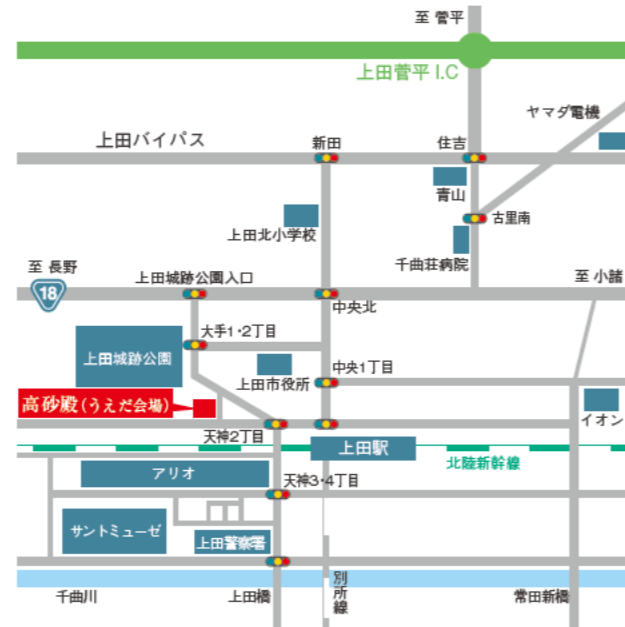 至 菅平
上田菅平 I.C
ヤマダ電機
上田バイパス
新田
住吉
青山
古里南
上田北小学校
千曲荘病院
至 長野
上田城跡公園入口
至 小諸
18
中央北
大手1・2丁目
上田城跡公園
上田市役所
中央1丁目
高砂殿(うえだ会場)
イオン
天神2丁目
上田駅
北陸新幹線
アリオ
天神3・4丁目
サントミューゼ
上田警察署
千曲川
上田橋
別所線
常田新橋